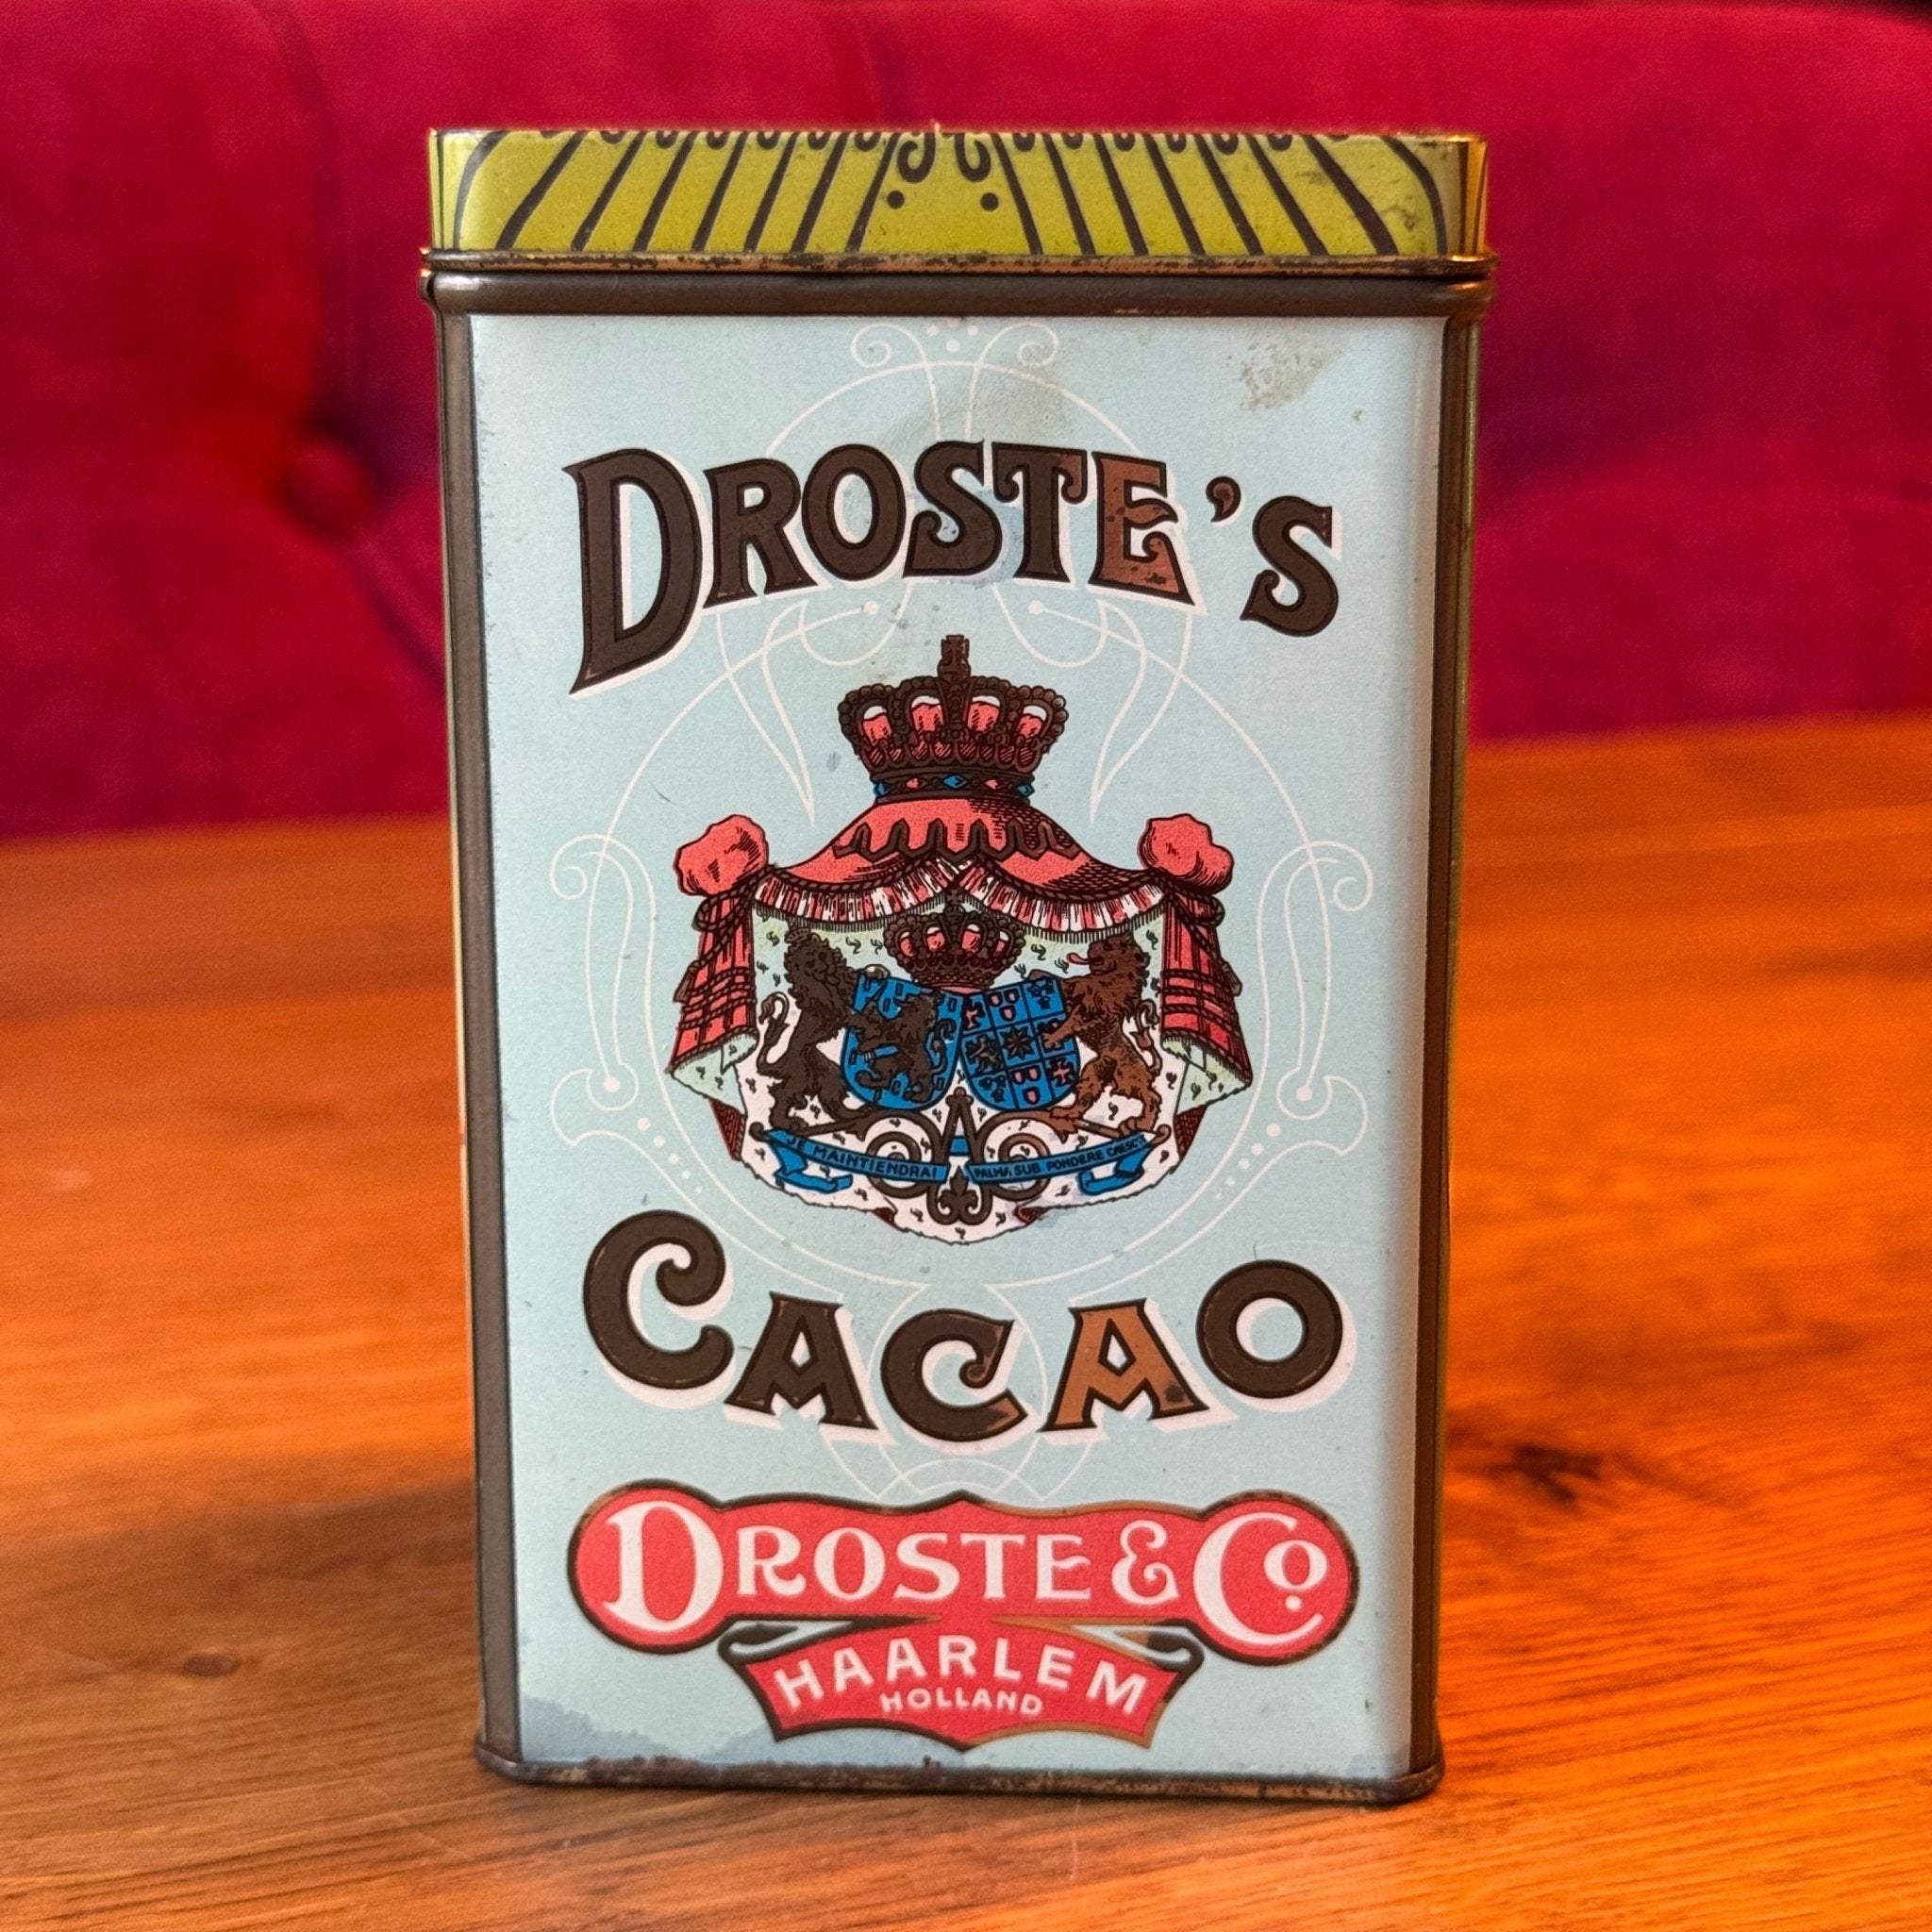 DROSTE'S
JE MAINTIENDRAI
PALMA SUB PONDERE CRESCIT
CACAO
DROSTE & Co.
HAARLEM
HOLLAND